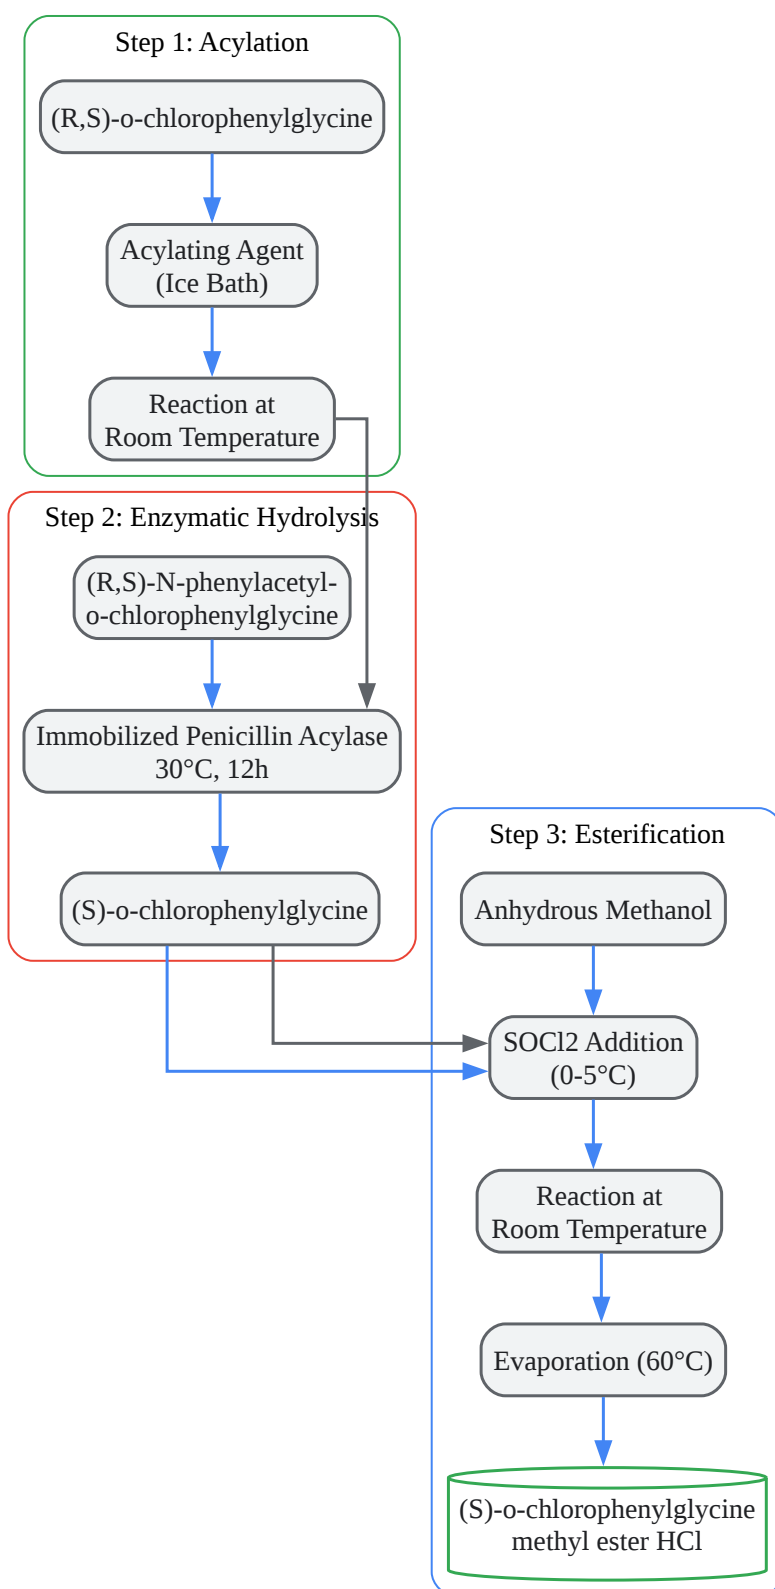 Step 1: Acylation
(R,S)-o-chlorophenylglycine
Acylating Agent
(Ice Bath)
Reaction at
Room Temperature
Step 2: Enzymatic Hydrolysis
(R,S)-N-phenylacetyl-
o-chlorophenylglycine
Immobilized Penicillin Acylase
30°C, 12h
(S)-o-chlorophenylglycine
Step 3: Esterification
Anhydrous Methanol
SOCl2 Addition
(0-5°C)
Reaction at
Room Temperature
Evaporation (60°C)
(S)-o-chlorophenylglycine
methyl ester HCl